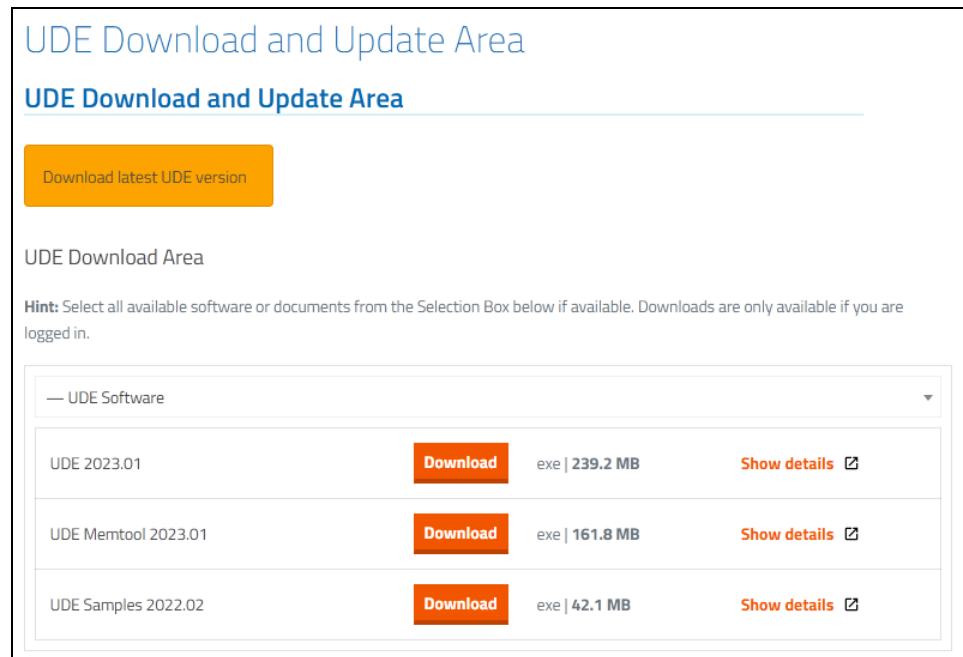 UDE Download and Update Area
UDE Download and Update Area
Download latest UDE version
UDE Download Area
Hint: Select all available software or documents from the Selection Box below if available. Downloads are only available if you are
logged in.
— UDE Software
UDE 2023.01 Download exe | 239.2 MB Show details
UDE Memtool 2023.01 Download exe | 161.8 MB Show details
UDE Samples 2022.02 Download exe | 42.1 MB Show details